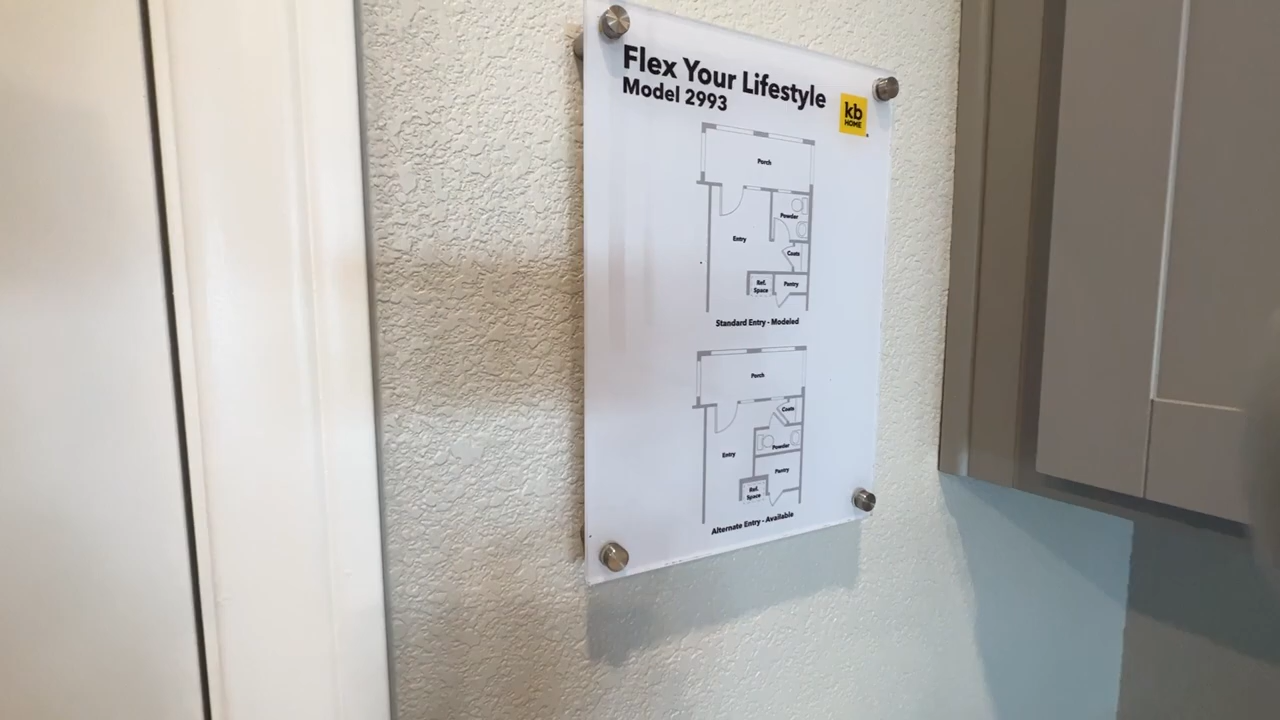 Flex Your Lifestyle
Model 2993
kb
HOME
Porch
Powder
Entry
Coats
Ref.
Space
Pantry
Standard Entry - Modeled
Porch
Coats
Powder
Entry
Pantry
Ref.
Space
Alternate Entry - Available